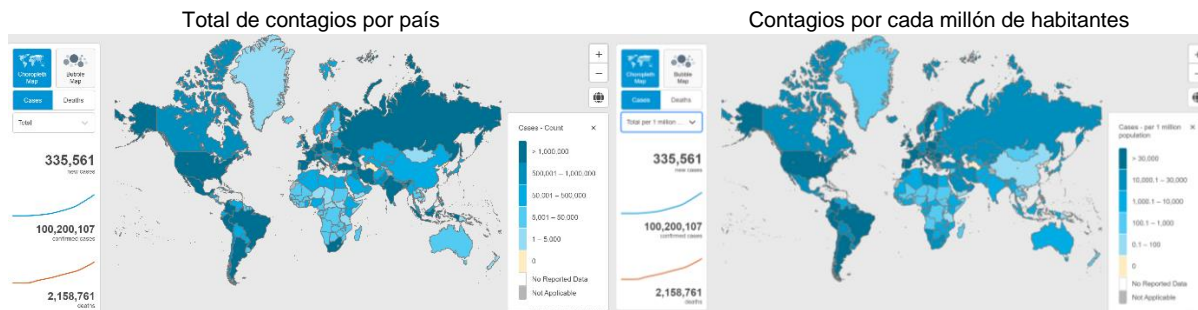 Total de contagios por país
Contagios por cada millón de habitantes
Choropleth
Map
Bubble
Map
Cases
Deaths
Total
335,561
new cases
100,200,107
confirmed cases
2,158,761
deaths
+
−
Cases - Count ×
> 1,000,000
500,001 – 1,000,000
50,001 – 500,000
5,001 – 50,000
1 – 5,000
0
No Reported Data
Not Applicable
Choropleth
Map
Bubble
Map
Cases
Deaths
Total per 1 million ...
335,561
new cases
100,200,107
confirmed cases
2,158,761
deaths
+
−
Cases - per 1 million ×
population
> 30,000
10,000.1 – 30,000
1,000.1 – 10,000
100.1 – 1,000
0.1 – 100
0
No Reported Data
Not Applicable